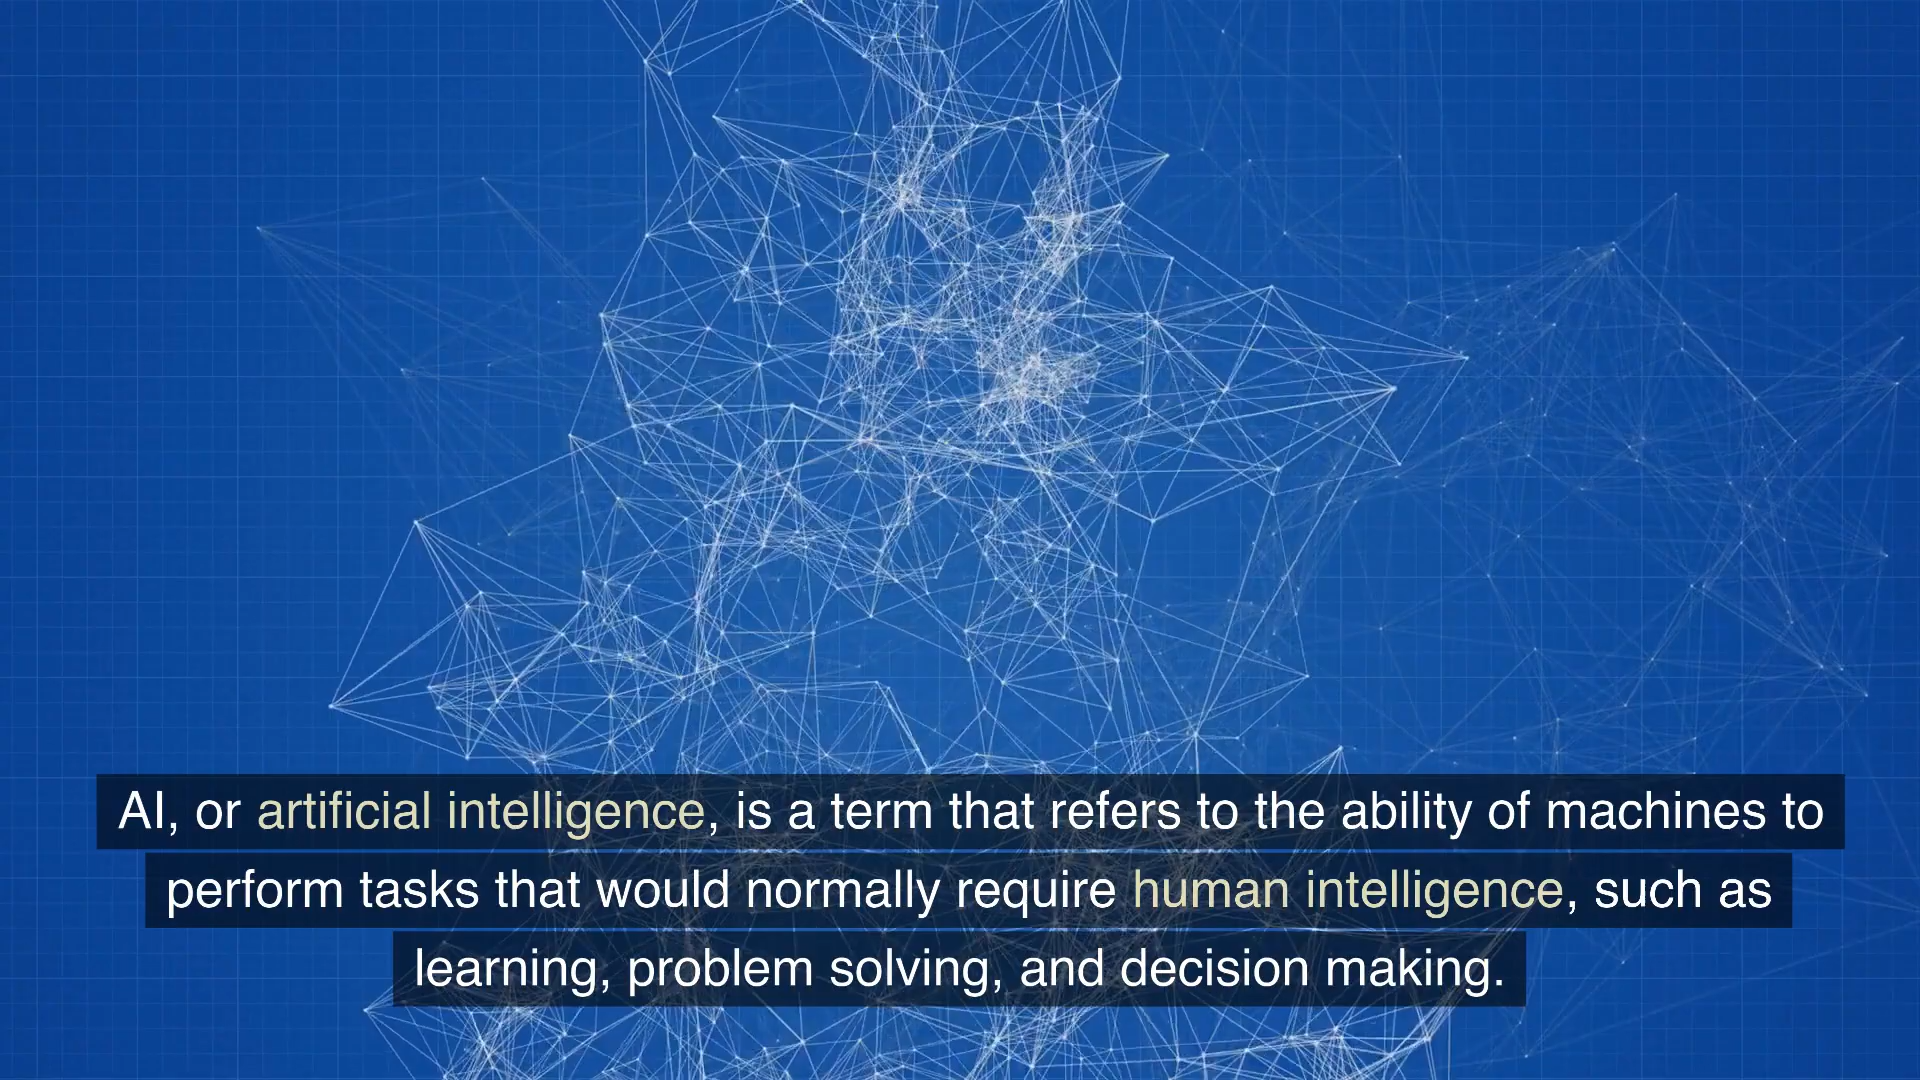 AI, or artificial intelligence, is a term that refers to the ability of machines to
perform tasks that would normally require human intelligence, such as
learning, problem solving, and decision making.